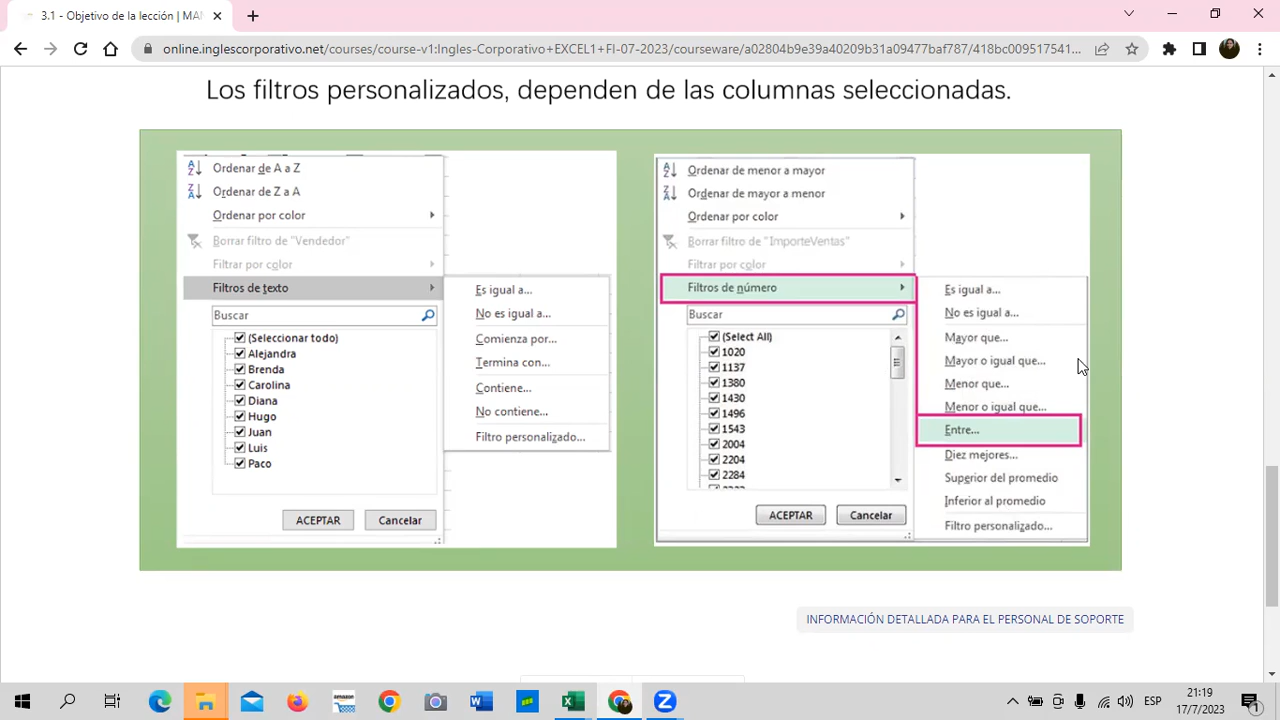 3.1 - Objetivo de la lección | MAN
online.inglescorporativo.net/courses/course-v1:Ingles-Corporativo+EXCEL1+FI-07-2023/courseware/a02804b9e39a40209b31a09477baf787/418bc009517541...
Los filtros personalizados, dependen de las columnas seleccionadas.
Ordenar de A a Z
Ordenar de Z a A
Ordenar por color
Borrar filtro de "Vendedor"
Filtrar por color
Filtros de texto
Buscar
(Seleccionar todo)
Alejandra
Brenda
Carolina
Diana
Hugo
Juan
Luis
Paco
ACEPTAR Cancelar
Es igual a...
No es igual a...
Comienza por...
Termina con...
Contiene...
No contiene...
Filtro personalizado...
Ordenar de menor a mayor
Ordenar de mayor a menor
Ordenar por color
Borrar filtro de "ImporteVentas"
Filtrar por color
Filtros de número
Buscar
(Select All)
1020
1137
1380
1430
1496
1543
2004
2204
2284
ACEPTAR Cancelar
Es igual a...
No es igual a...
Mayor que...
Mayor o igual que...
Menor que...
Menor o igual que...
Entre...
Diez mejores...
Superior del promedio
Inferior al promedio
Filtro personalizado...
INFORMACIÓN DETALLADA PARA EL PERSONAL DE SOPORTE
amazon
ESP
21:19
17/7/2023